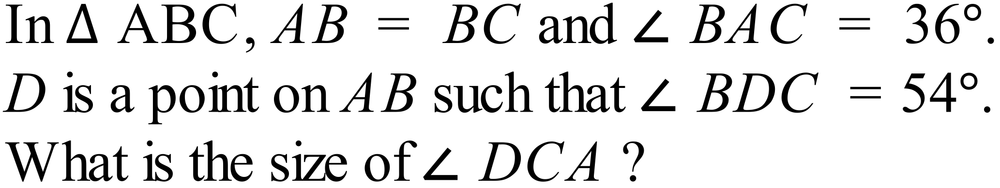 In Δ ABC, AB = BC and ∠ BAC = 36°.
D is a point on AB such that ∠ BDC = 54°.
What is the size of ∠ DCA ?